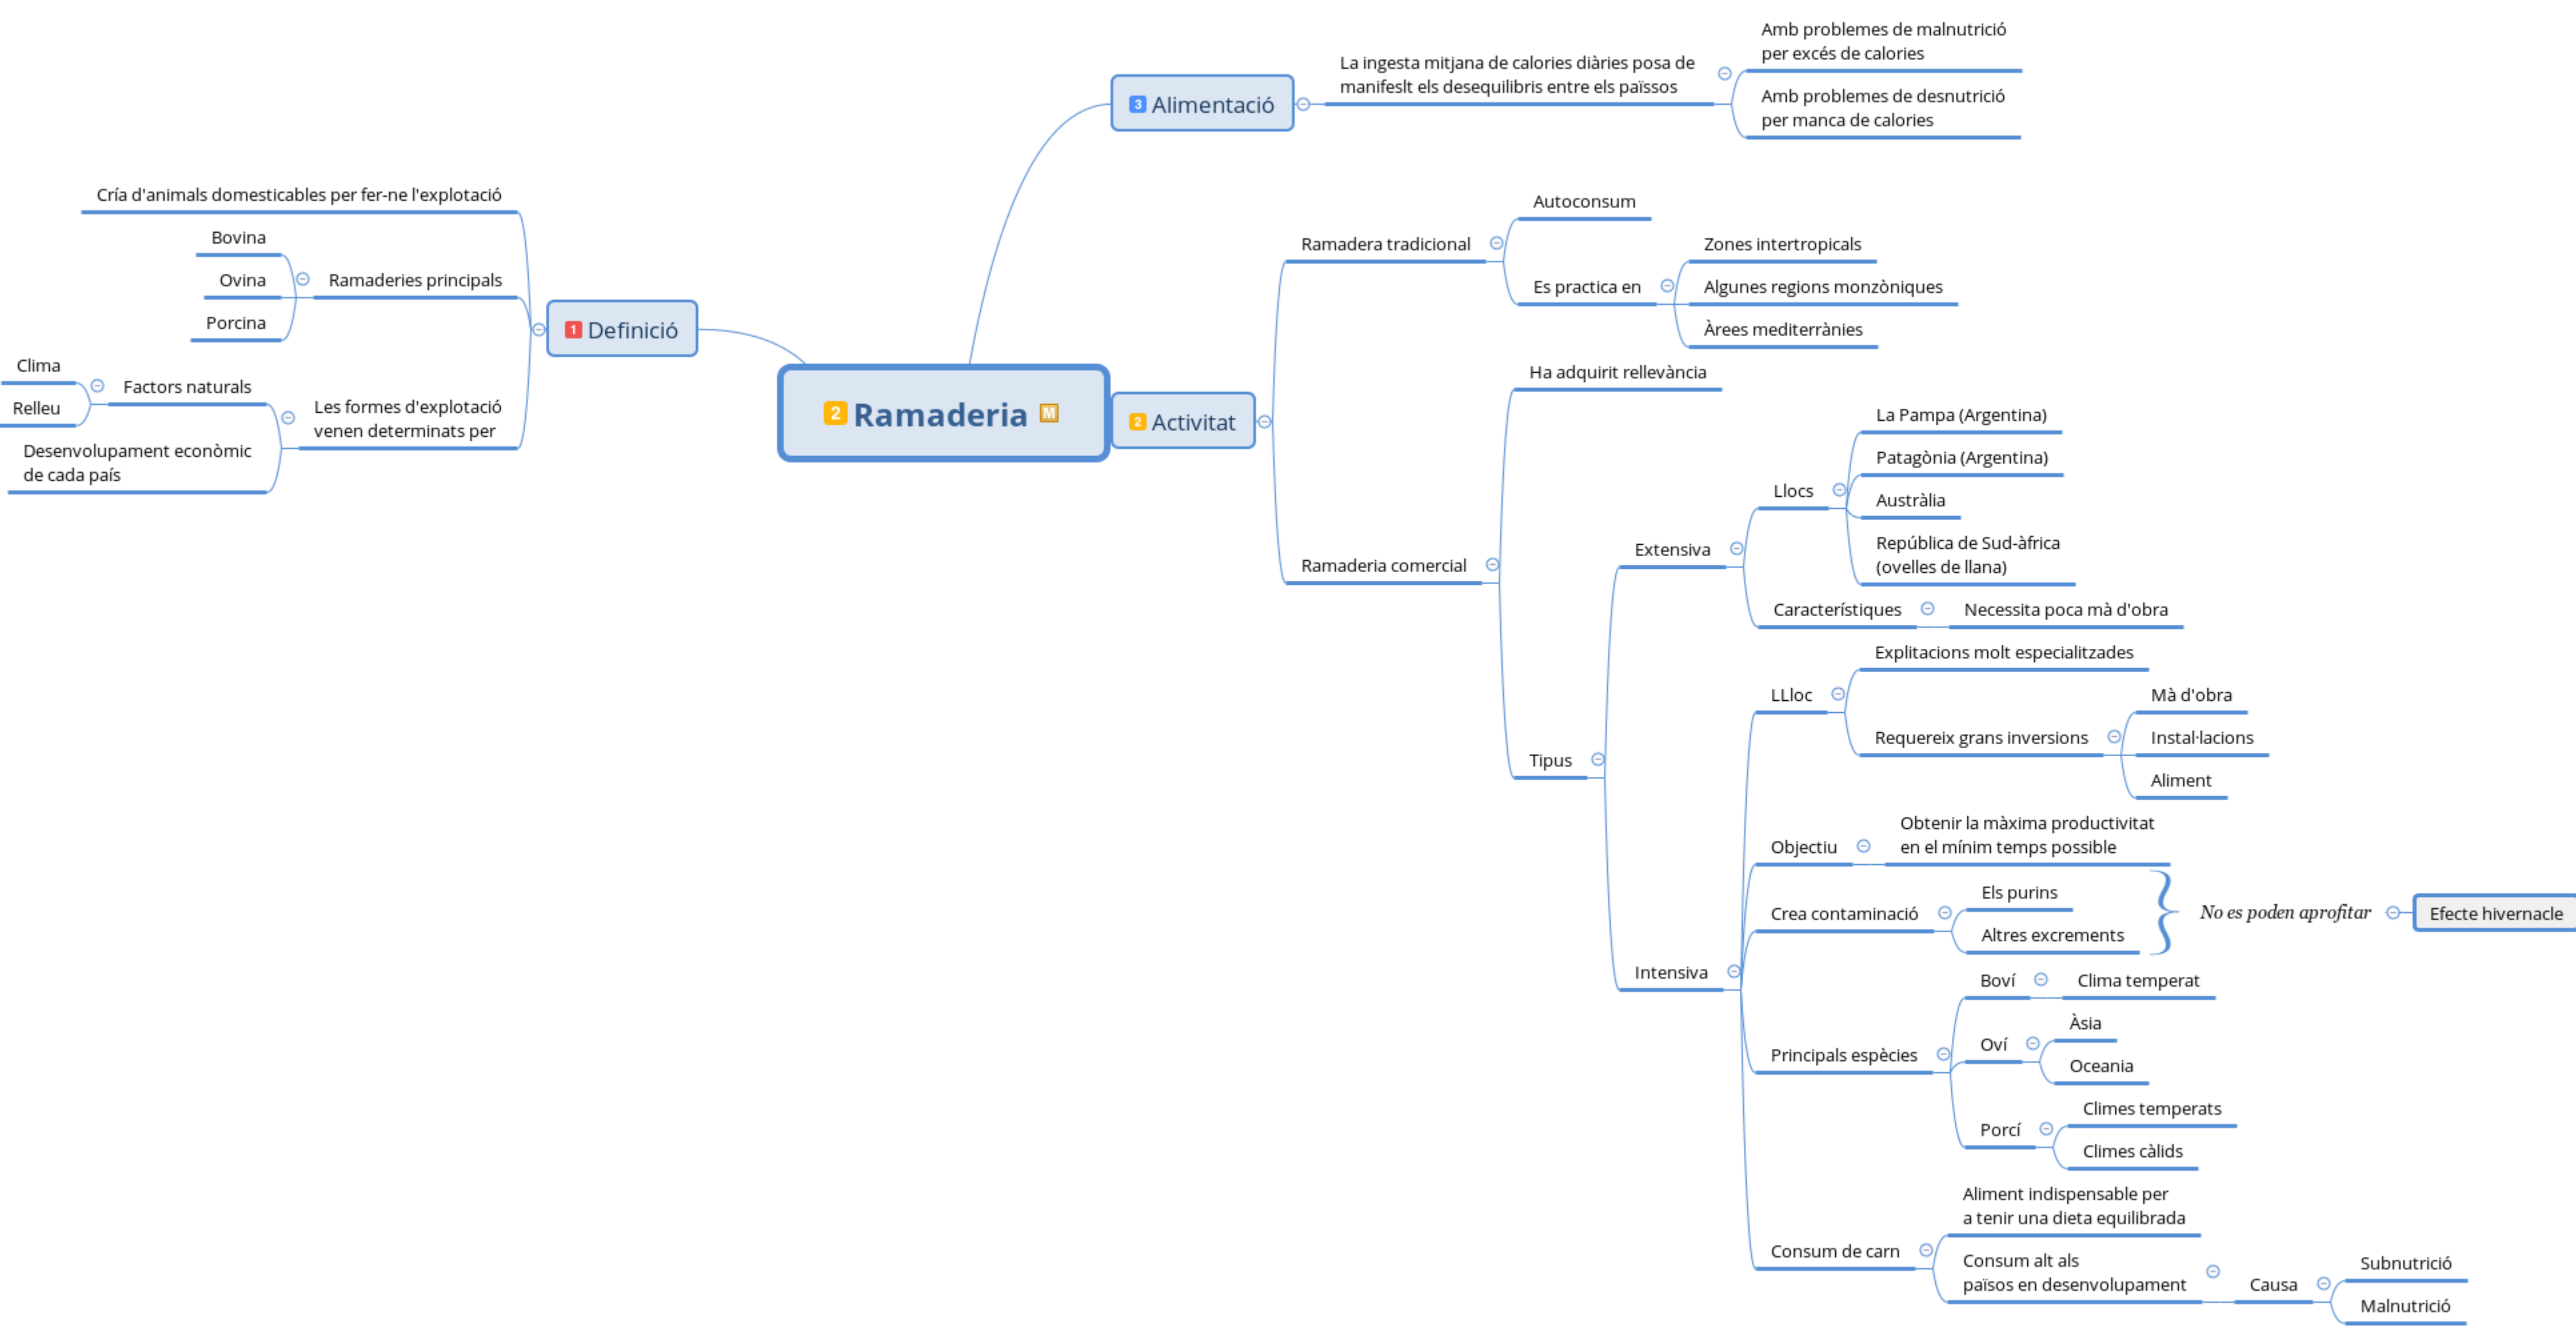 2 Ramaderia M
1 Definició
Cría d'animals domesticables per fer-ne l'explotació
Ramaderies principals
Bovina
Ovina
Porcina
Les formes d'explotació
venen determinats per
Factors naturals
Clima
Relleu
Desenvolupament econòmic
de cada país
2 Activitat
Ramadera tradicional
Autoconsum
Es practica en
Zones intertropicals
Algunes regions monzòniques
Àrees mediterrànies
Ramaderia comercial
Ha adquirit rellevància
Tipus
Extensiva
Llocs
La Pampa (Argentina)
Patagònia (Argentina)
Austràlia
República de Sud-àfrica
(ovelles de llana)
Característiques
Necessita poca mà d'obra
Intensiva
LLloc
Explitacions molt especialitzades
Requereix grans inversions
Mà d'obra
Instal·lacions
Aliment
Objectiu
Obtenir la màxima productivitat
en el mínim temps possible
Crea contaminació
Els purins
Altres excrements
No es poden aprofitar
Efecte hivernacle
Principals espècies
Boví
Clima temperat
Oví
Àsia
Oceania
Porcí
Climes temperats
Climes càlids
Consum de carn
Aliment indispensable per
a tenir una dieta equilibrada
Consum alt als
països en desenvolupament
Causa
Subnutrició
Malnutrició
3 Alimentació
La ingesta mitjana de calories diàries posa de
manifeslt els desequilibris entre els païssos
Amb problemes de malnutrició
per excés de calories
Amb problemes de desnutrició
per manca de calories